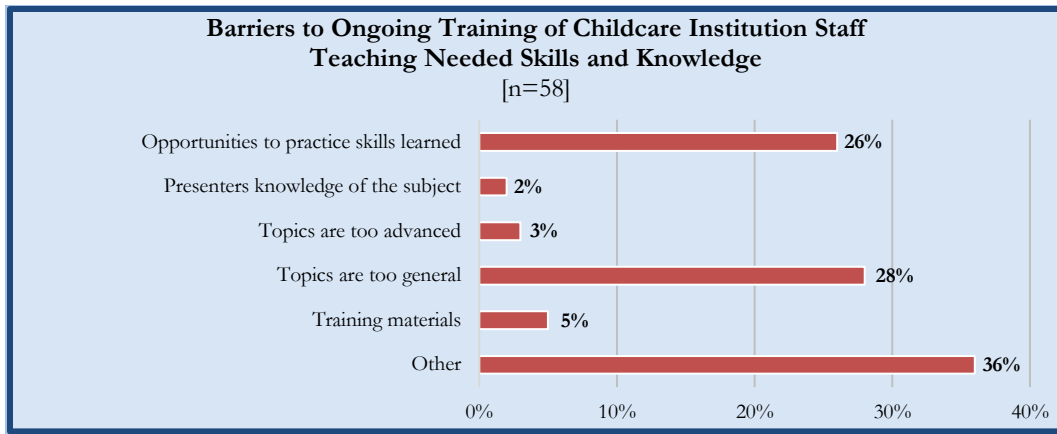 Barriers to Ongoing Training of Childcare Institution Staff
Teaching Needed Skills and Knowledge
[n=58]
Opportunities to practice skills learned 26%
Presenters knowledge of the subject 2%
Topics are too advanced 3%
Topics are too general 28%
Training materials 5%
Other 36%
0% 10% 20% 30% 40%